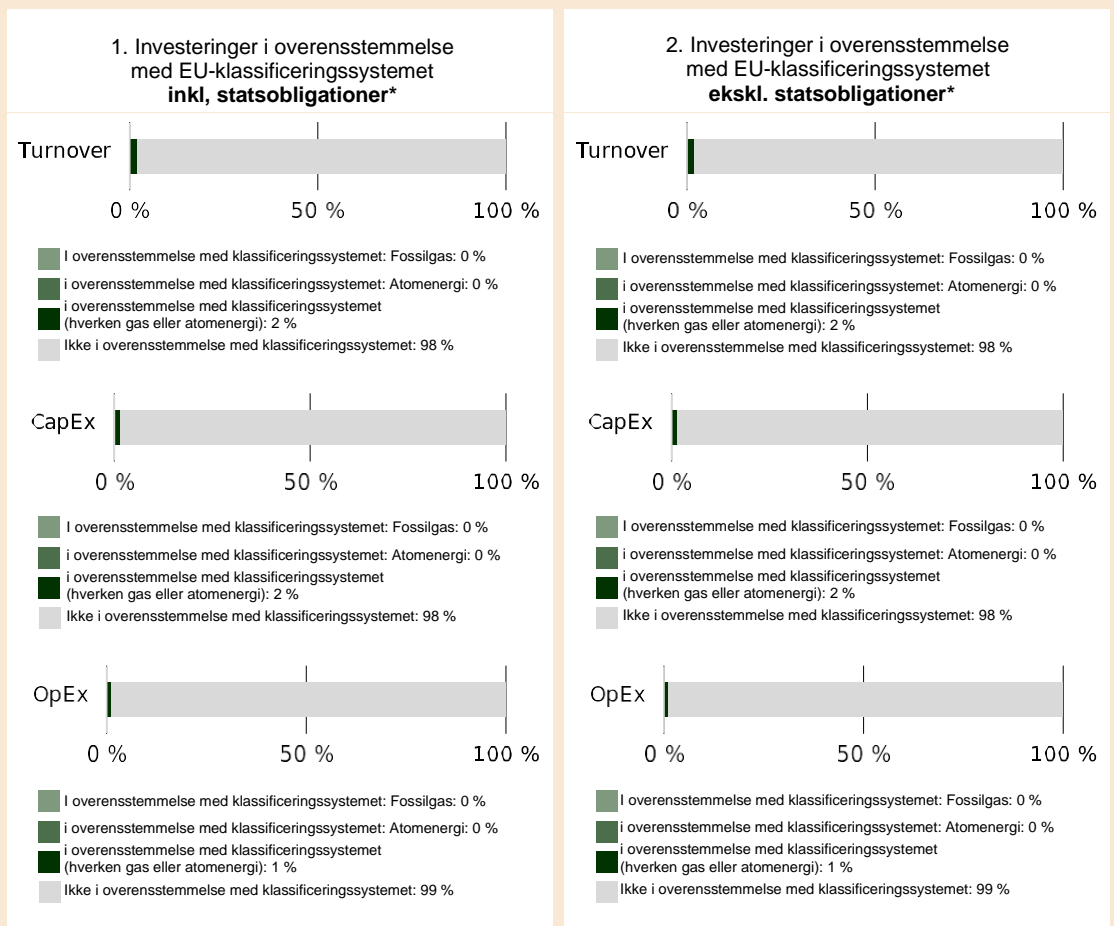 1. Investeringer i overensstemmelse
med EU-klassificeringssystemet
inkl, statsobligationer*
Turnover
0 % 50 % 100 %
I overensstemmelse med klassificeringssystemet: Fossilgas: 0 %
i overensstemmelse med klassificeringssystemet: Atomenergi: 0 %
i overensstemmelse med klassificeringssystemet
(hverken gas eller atomenergi): 2 %
Ikke i overensstemmelse med klassificeringssystemet: 98 %
CapEx
0 % 50 % 100 %
I overensstemmelse med klassificeringssystemet: Fossilgas: 0 %
i overensstemmelse med klassificeringssystemet: Atomenergi: 0 %
i overensstemmelse med klassificeringssystemet
(hverken gas eller atomenergi): 2 %
Ikke i overensstemmelse med klassificeringssystemet: 98 %
OpEx
0 % 50 % 100 %
I overensstemmelse med klassificeringssystemet: Fossilgas: 0 %
i overensstemmelse med klassificeringssystemet: Atomenergi: 0 %
i overensstemmelse med klassificeringssystemet
(hverken gas eller atomenergi): 1 %
Ikke i overensstemmelse med klassificeringssystemet: 99 %
2. Investeringer i overensstemmelse
med EU-klassificeringssystemet
ekskl. statsobligationer*
Turnover
0 % 50 % 100 %
I overensstemmelse med klassificeringssystemet: Fossilgas: 0 %
i overensstemmelse med klassificeringssystemet: Atomenergi: 0 %
i overensstemmelse med klassificeringssystemet
(hverken gas eller atomenergi): 2 %
Ikke i overensstemmelse med klassificeringssystemet: 98 %
CapEx
0 % 50 % 100 %
I overensstemmelse med klassificeringssystemet: Fossilgas: 0 %
i overensstemmelse med klassificeringssystemet: Atomenergi: 0 %
i overensstemmelse med klassificeringssystemet
(hverken gas eller atomenergi): 2 %
Ikke i overensstemmelse med klassificeringssystemet: 98 %
OpEx
0 % 50 % 100 %
I overensstemmelse med klassificeringssystemet: Fossilgas: 0 %
i overensstemmelse med klassificeringssystemet: Atomenergi: 0 %
i overensstemmelse med klassificeringssystemet
(hverken gas eller atomenergi): 1 %
Ikke i overensstemmelse med klassificeringssystemet: 99 %